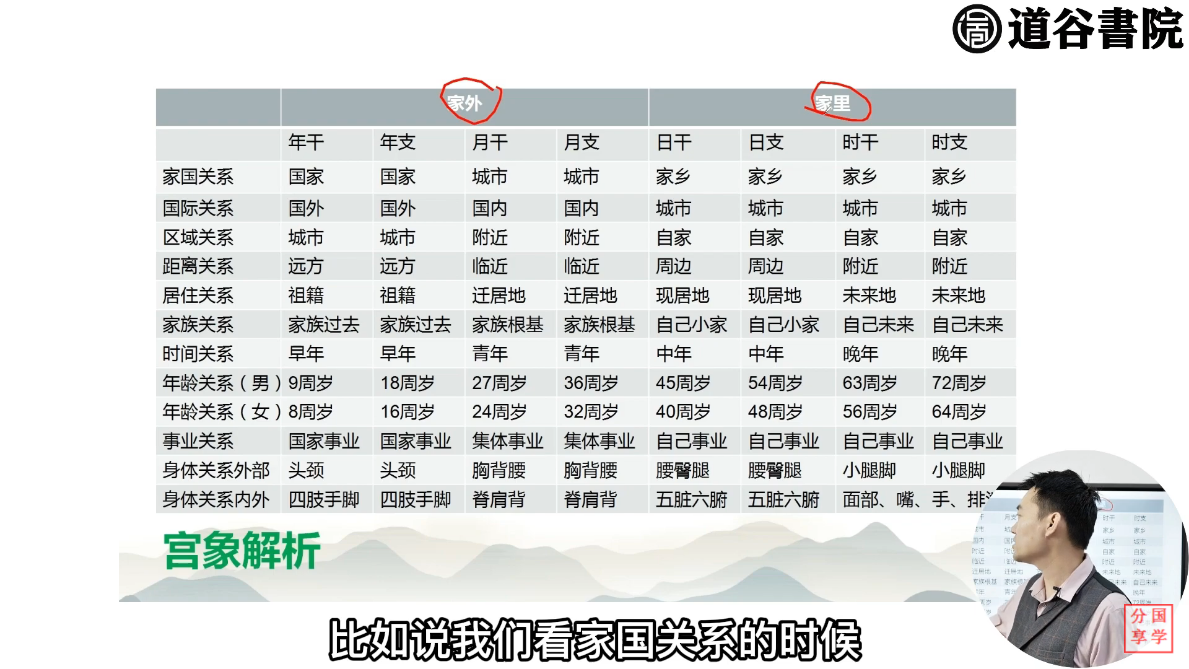 道谷書院
家外 家里
年干 年支 月干 月支 日干 日支 时干 时支
家国关系 国家 国家 城市 城市 家乡 家乡 家乡 家乡
国际关系 国外 国外 国内 国内 城市 城市 城市 城市
区域关系 城市 城市 附近 附近 自家 自家 自家 自家
距离关系 远方 远方 临近 临近 周边 周边 附近 附近
居住关系 祖籍 祖籍 迁居地 迁居地 现居地 现居地 未来地 未来地
家族关系 家族过去 家族过去 家族根基 家族根基 自己小家 自己小家 自己未来 自己未来
时间关系 早年 早年 青年 青年 中年 中年 晚年 晚年
年龄关系（男） 9周岁 18周岁 27周岁 36周岁 45周岁 54周岁 63周岁 72周岁
年龄关系（女） 8周岁 16周岁 24周岁 32周岁 40周岁 48周岁 56周岁 64周岁
事业关系 国家事业 国家事业 集体事业 集体事业 自己事业 自己事业 自己事业 自己事业
身体关系外部 头颈 头颈 胸背腰 胸背腰 腰臀腿 腰臀腿 小腿脚 小腿脚
身体关系内外 四肢手脚 四肢手脚 脊肩背 脊肩背 五脏六腑 五脏六腑 面部、嘴、手、排
宫象解析
国学
分享
比如说我们看家国关系的时候